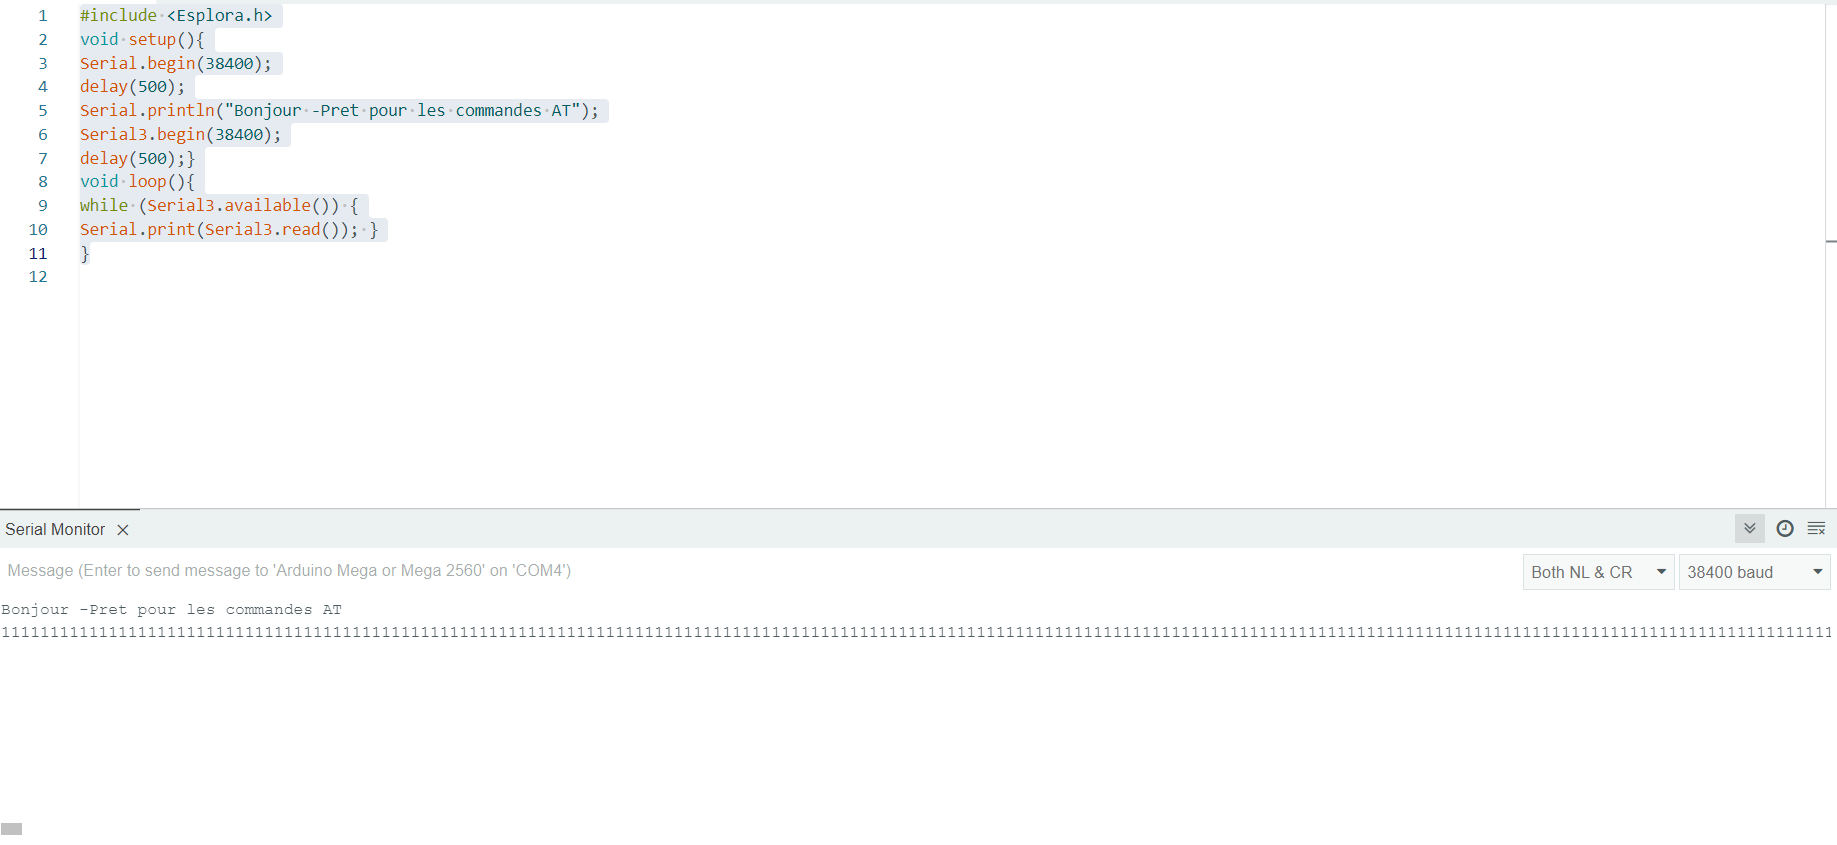 1 #include <Esplora.h>
2 void setup(){
3 Serial.begin(38400);
4 delay(500);
5 Serial.println("Bonjour -Pret pour les commandes AT");
6 Serial3.begin(38400);
7 delay(500);}
8 void loop(){
9 while (Serial3.available()) {
10 Serial.print(Serial3.read()); }
11 }
12
Serial Monitor
Message (Enter to send message to 'Arduino Mega or Mega 2560' on 'COM4')
Both NL & CR
38400 baud
Bonjour -Pret pour les commandes AT